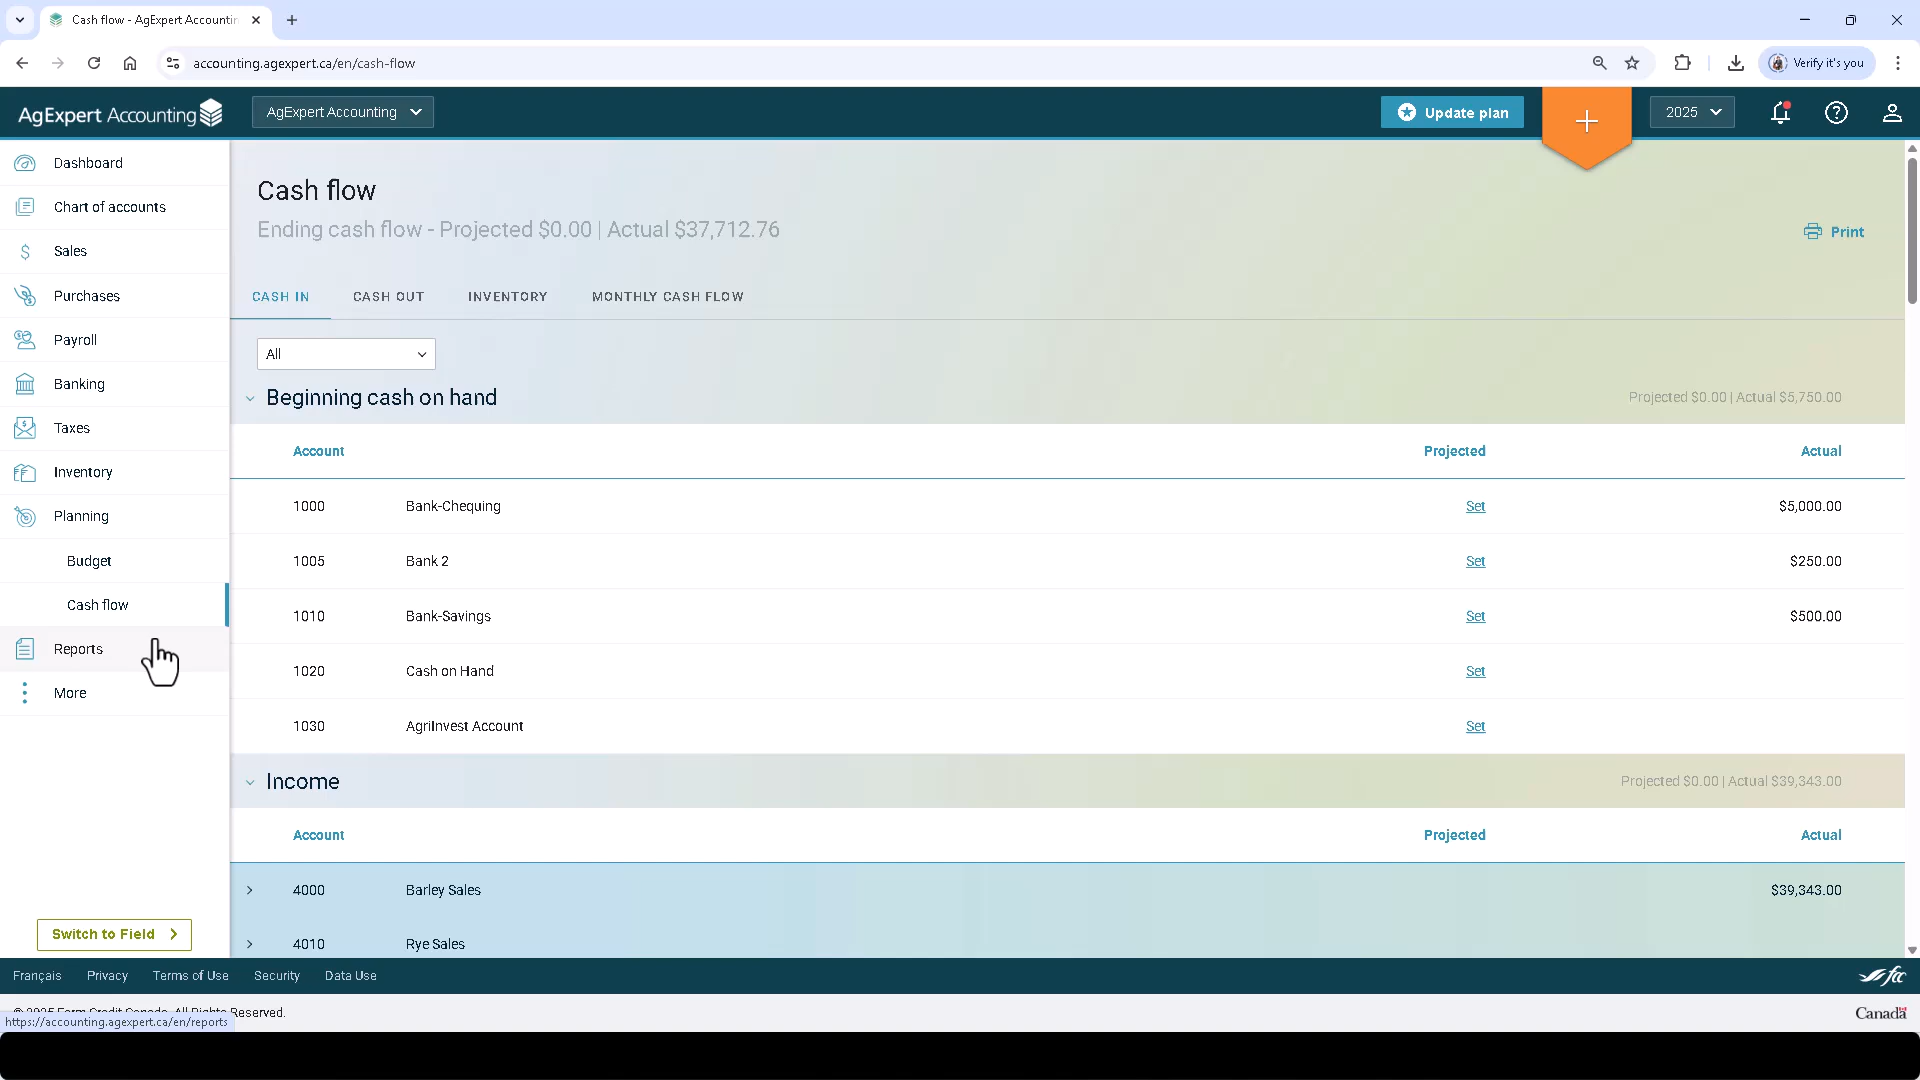 Cash flow - AgExpert Accountin
accounting.agexpert.ca/en/cash-flow
Verify it's you
AgExpert Accounting
AgExpert Accounting
Update plan
2025
Dashboard
Chart of accounts
Sales
Purchases
Payroll
Banking
Taxes
Inventory
Planning
Budget
Cash flow
Reports
More
Switch to Field
Cash flow
Ending cash flow - Projected $0.00 | Actual $37,712.76
Print
CASH IN
CASH OUT
INVENTORY
MONTHLY CASH FLOW
All
Beginning cash on hand
Projected $0.00 | Actual $5,750.00
Account Projected Actual
1000 Bank-Chequing Set $5,000.00
1005 Bank 2 Set $250.00
1010 Bank-Savings Set $500.00
1020 Cash on Hand Set
1030 AgriInvest Account Set
Income
Projected $0.00 | Actual $39,343.00
Account Projected Actual
4000 Barley Sales $39,343.00
4010 Rye Sales
Français Privacy Terms of Use Security Data Use
fcc
© 2025 Farm Credit Canada. All Rights Reserved.
https://accounting.agexpert.ca/en/reports
Canada